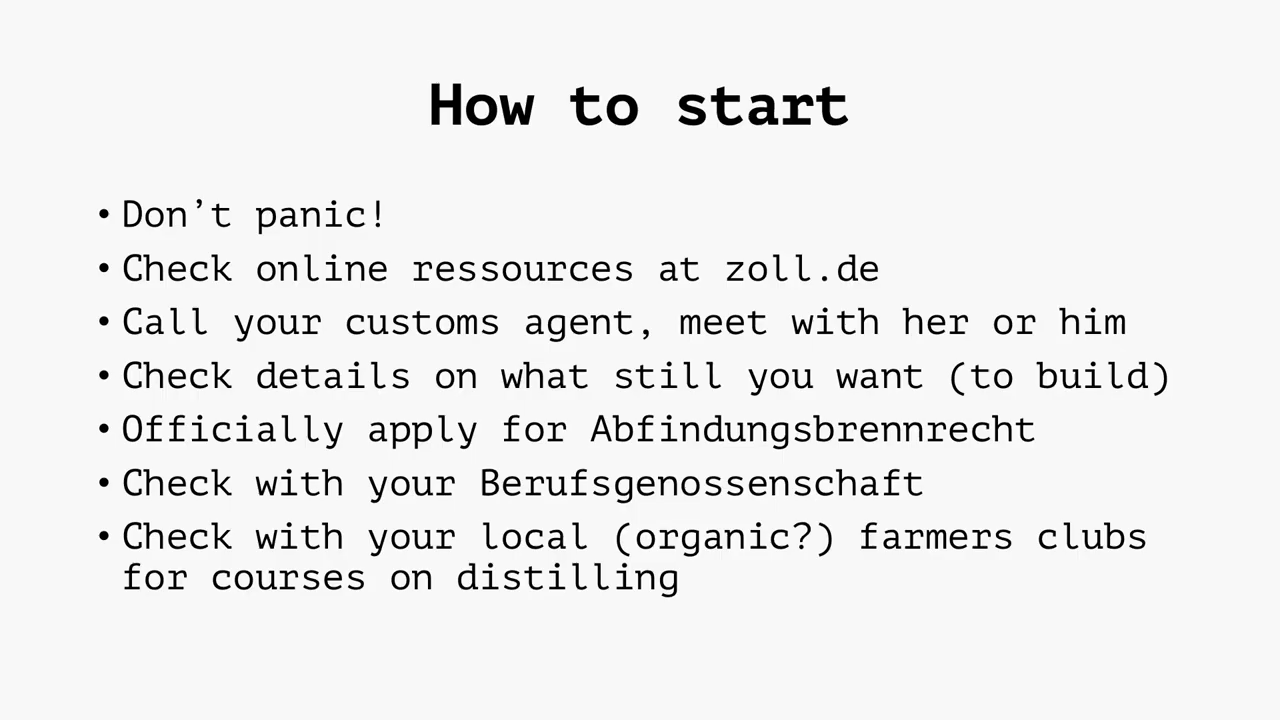 How to start
• Don’t panic!
• Check online ressources at zoll.de
• Call your customs agent, meet with her or him
• Check details on what still you want (to build)
• Officially apply for Abfindungsbrennrecht
• Check with your Berufsgenossenschaft
• Check with your local (organic?) farmers clubs
for courses on distilling